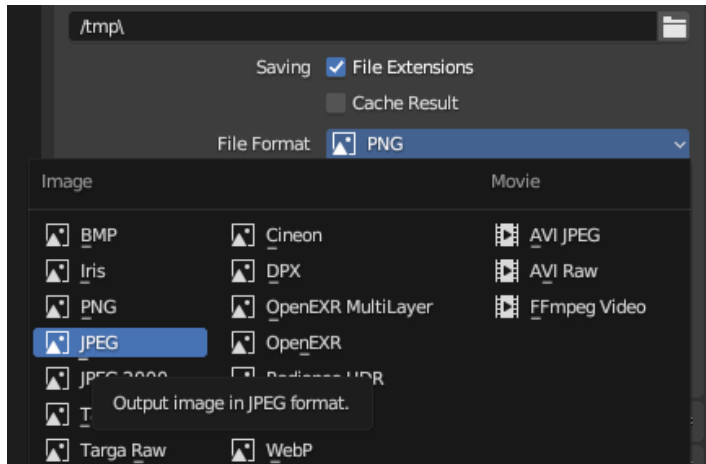 /tmp\
Saving File Extensions
Cache Result
File Format PNG
Image Movie
BMP Cineon AVI JPEG
Iris DPX AVI Raw
PNG OpenEXR MultiLayer FFmpeg Video
JPEG OpenEXR
HDR
Output image in JPEG format.
Targa Raw WebP